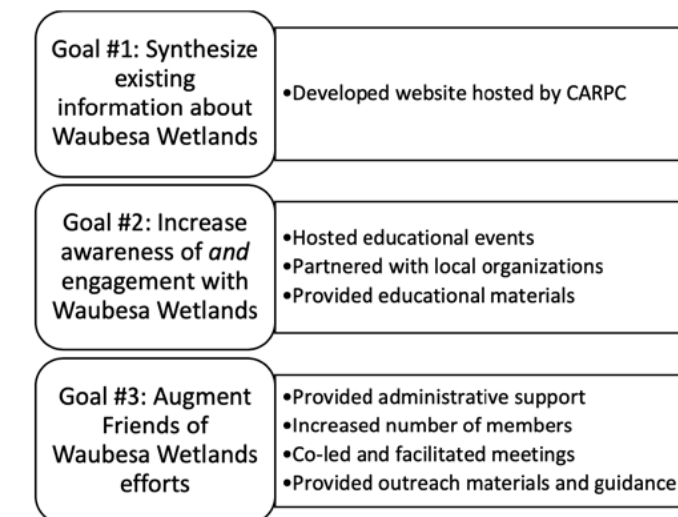 Goal #1: Synthesize
existing
information about
Waubesa Wetlands
•Developed website hosted by CARPC
Goal #2: Increase
awareness of and
engagement with
Waubesa Wetlands
•Hosted educational events
•Partnered with local organizations
•Provided educational materials
Goal #3: Augment
Friends of
Waubesa Wetlands
efforts
•Provided administrative support
•Increased number of members
•Co-led and facilitated meetings
•Provided outreach materials and guidance